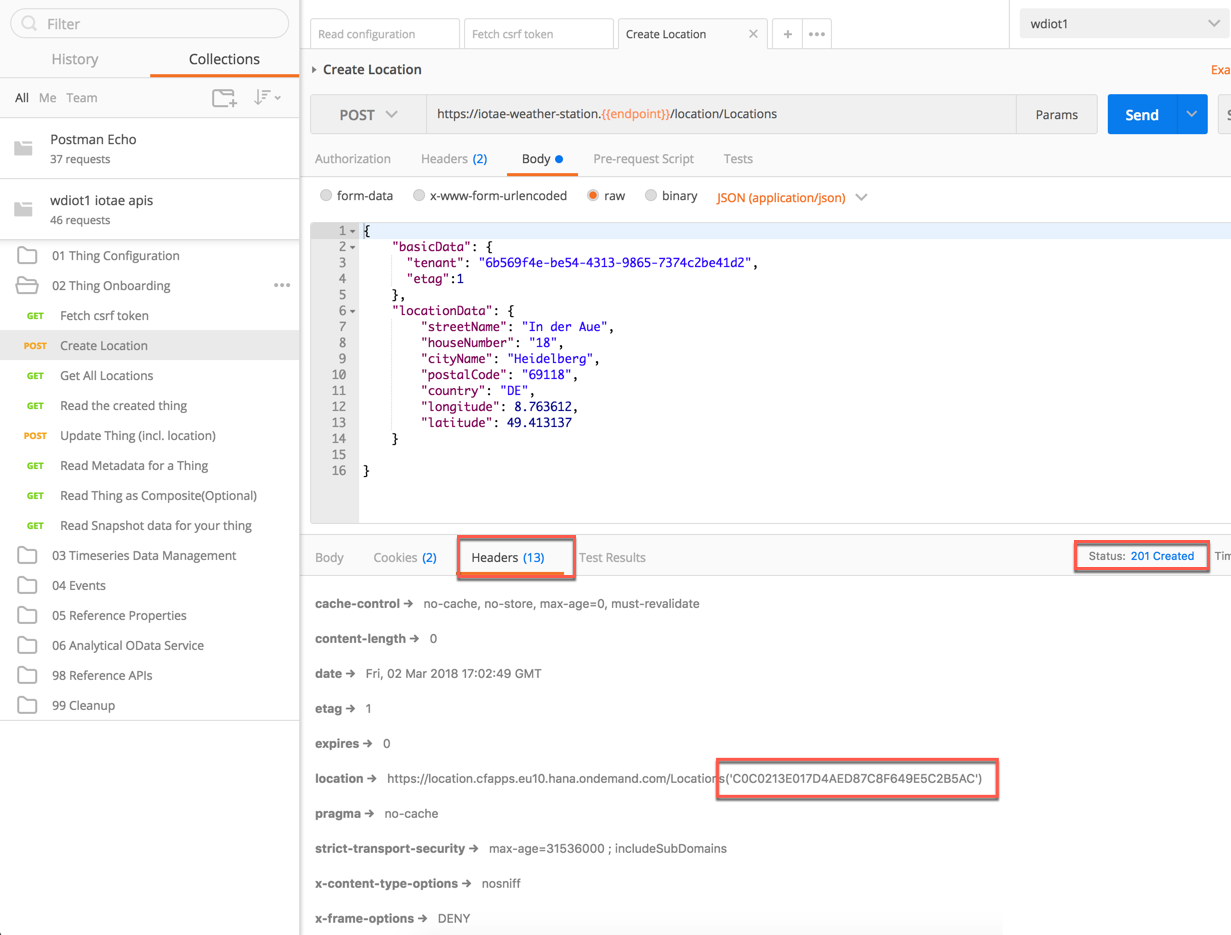 Filter
History Collections
All Me Team
Postman Echo
37 requests
wdiot1 iotae apis
46 requests
01 Thing Configuration
02 Thing Onboarding
GET Fetch csrf token
POST Create Location
GET Get All Locations
GET Read the created thing
POST Update Thing (incl. location)
GET Read Metadata for a Thing
GET Read Thing as Composite(Optional)
GET Read Snapshot data for your thing
03 Timeseries Data Management
04 Events
05 Reference Properties
06 Analytical OData Service
98 Reference APIs
99 Cleanup
Read configuration Fetch csrf token Create Location
wdiot1
Create Location
Exa
POST https://iotae-weather-station.{{endpoint}}/location/Locations Params Send S
Authorization Headers (2) Body Pre-request Script Tests
form-data x-www-form-urlencoded raw binary JSON (application/json)
1 {
2 "basicData": {
3 "tenant": "6b569f4e-be54-4313-9865-7374c2be41d2",
4 "etag":1
5 },
6 "locationData": {
7 "streetName": "In der Aue",
8 "houseNumber": "18",
9 "cityName": "Heidelberg",
10 "postalCode": "69118",
11 "country": "DE",
12 "longitude": 8.763612,
13 "latitude": 49.413137
14 }
15
16 }
Body Cookies (2) Headers (13) Test Results Status: 201 Created Tim
cache-control → no-cache, no-store, max-age=0, must-revalidate
content-length → 0
date → Fri, 02 Mar 2018 17:02:49 GMT
etag → 1
expires → 0
location → https://location.cfapps.eu10.hana.ondemand.com/Locations('C0C0213E017D4AED87C8F649E5C2B5AC')
pragma → no-cache
strict-transport-security → max-age=31536000 ; includeSubDomains
x-content-type-options → nosniff
x-frame-options → DENY